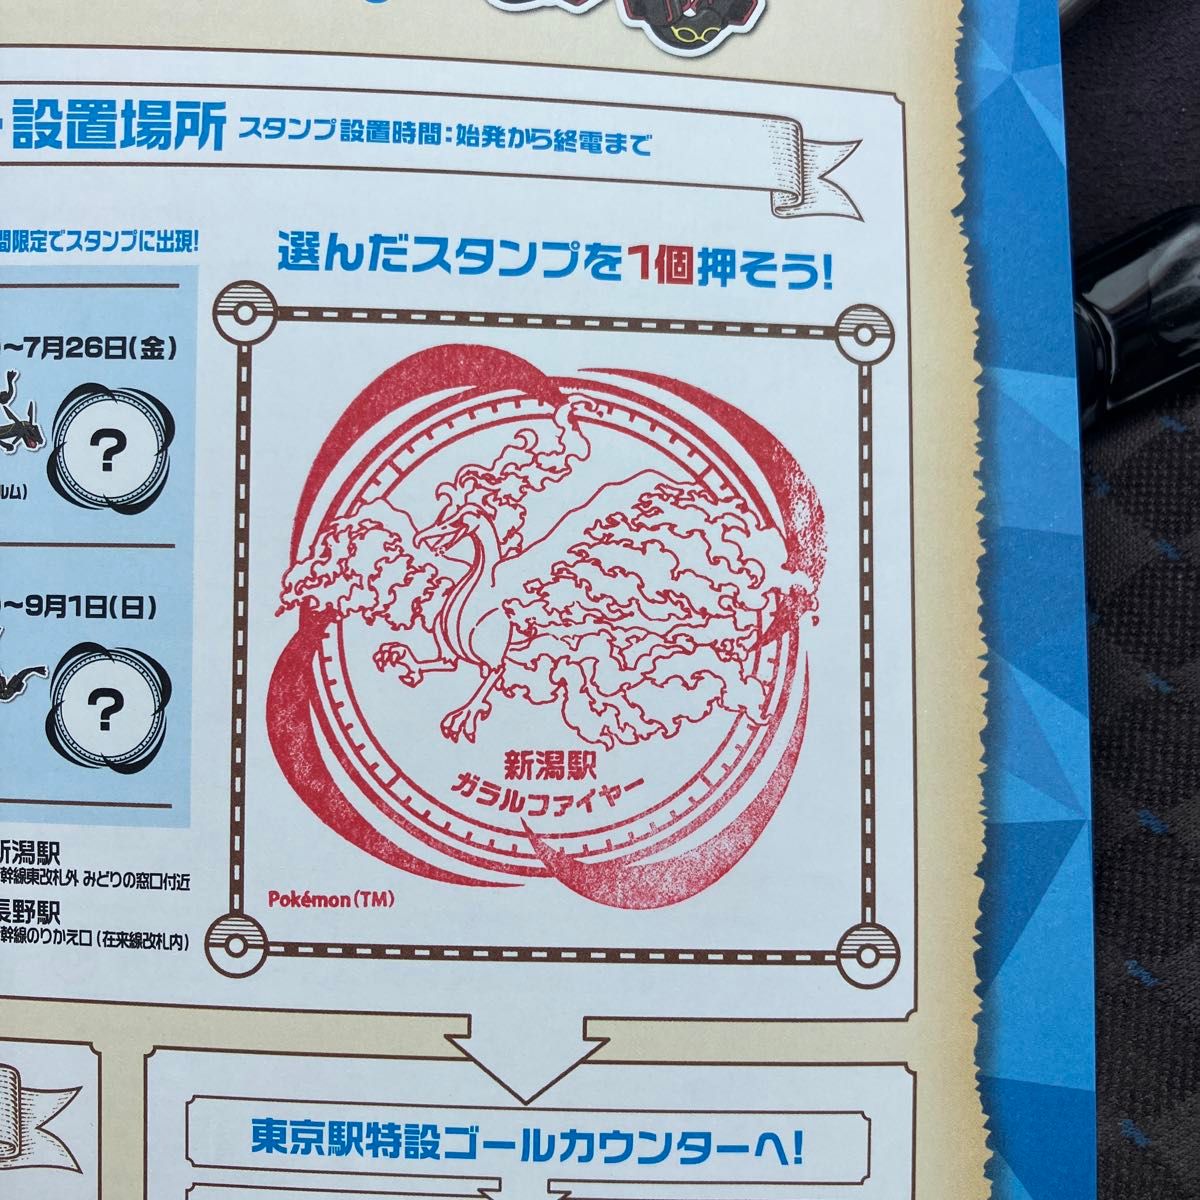 設置場所 スタンプ設置時間:始発から終電まで
間限定でスタンプに出現!
選んだスタンプを1個押そう!
~7月26日(金)
?
ルム)
~9月1日(日)
?
新潟駅
ガラルファイヤー
Pokémon(TM)
新潟駅
幹線東改札外 みどりの窓口付近
長野駅
幹線のりかえ口(在来線改札内)
東京駅特設ゴールカウンターへ!